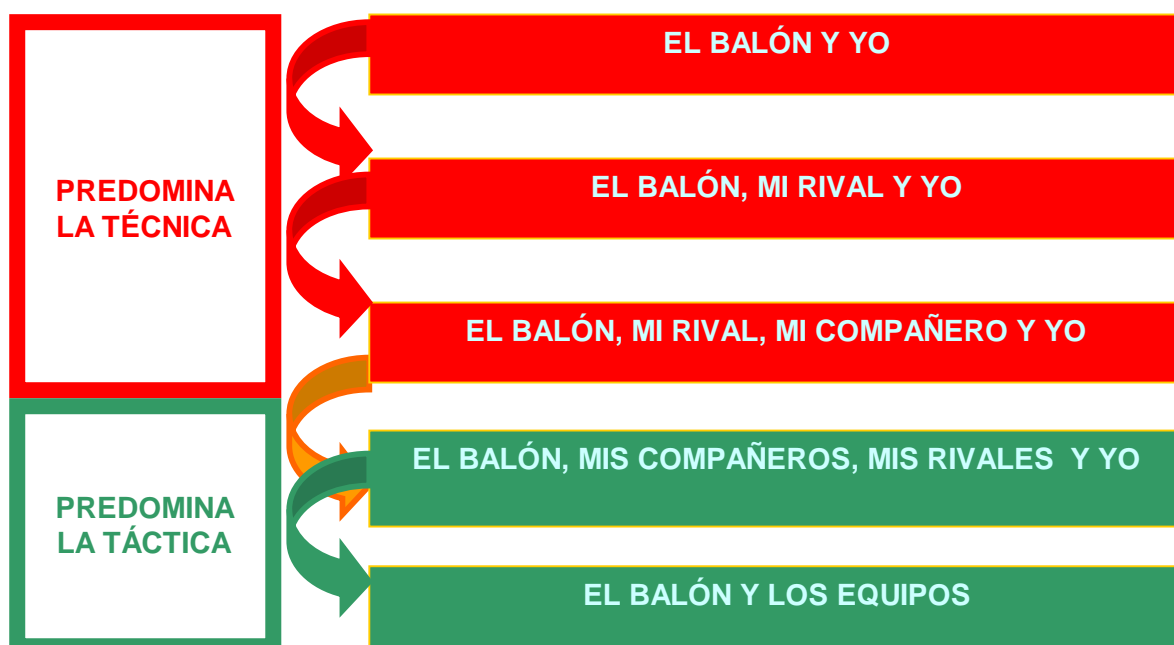 EL BALÓN Y YO
EL BALÓN, MI RIVAL Y YO
EL BALÓN, MI RIVAL, MI COMPAÑERO Y YO
PREDOMINA
LA TÉCNICA
EL BALÓN, MIS COMPAÑEROS, MIS RIVALES Y YO
EL BALÓN Y LOS EQUIPOS
PREDOMINA
LA TÁCTICA